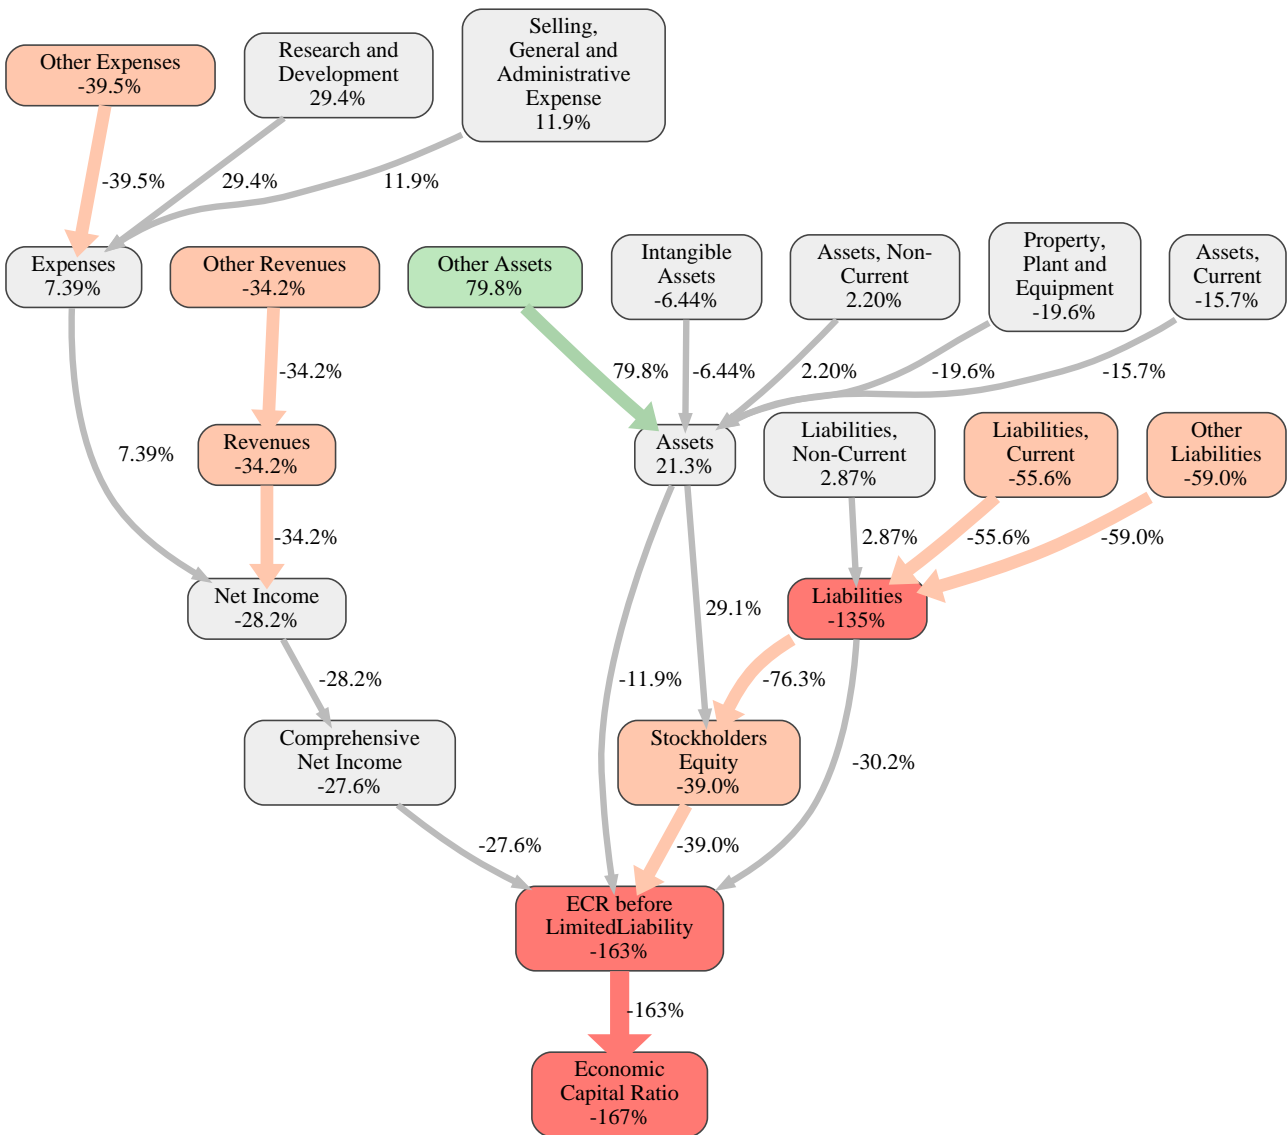 Other Expenses
-39.5%
Research and
Development
29.4%
Selling,
General and
Administrative
Expense
11.9%
-39.5%
29.4%
11.9%
Expenses
7.39%
Other Revenues
-34.2%
Other Assets
79.8%
Intangible
Assets
-6.44%
Assets, Non-
Current
2.20%
Property,
Plant and
Equipment
-19.6%
Assets,
Current
-15.7%
-34.2%
79.8%
-6.44%
2.20%
-19.6%
-15.7%
7.39%
Revenues
-34.2%
Assets
21.3%
Liabilities,
Non-Current
2.87%
Liabilities,
Current
-55.6%
Other
Liabilities
-59.0%
-34.2%
2.87%
-55.6%
-59.0%
Net Income
-28.2%
29.1%
Liabilities
-135%
-28.2%
-11.9%
-76.3%
-30.2%
Comprehensive
Net Income
-27.6%
Stockholders
Equity
-39.0%
-27.6%
-39.0%
ECR before
LimitedLiability
-163%
-163%
Economic
Capital Ratio
-167%